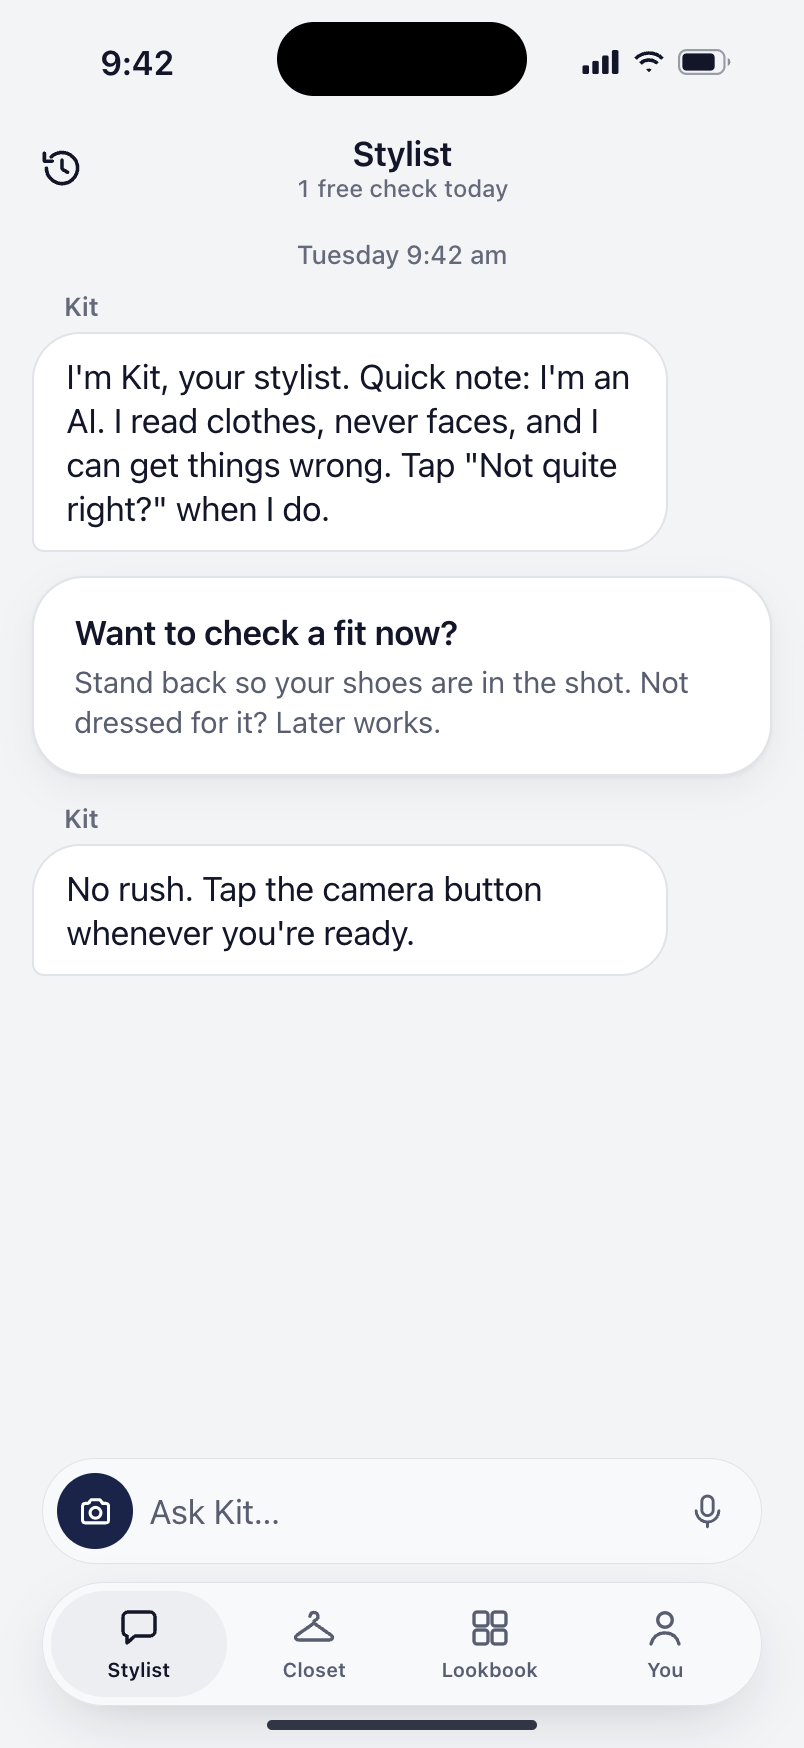 9:42
Stylist
1 free check today
Tuesday 9:42 am
Kit
I'm Kit, your stylist. Quick note: I'm an
AI. I read clothes, never faces, and I
can get things wrong. Tap "Not quite
right?" when I do.
Want to check a fit now?
Stand back so your shoes are in the shot. Not
dressed for it? Later works.
Kit
No rush. Tap the camera button
whenever you're ready.
Ask Kit...
Stylist
Closet
Lookbook
You